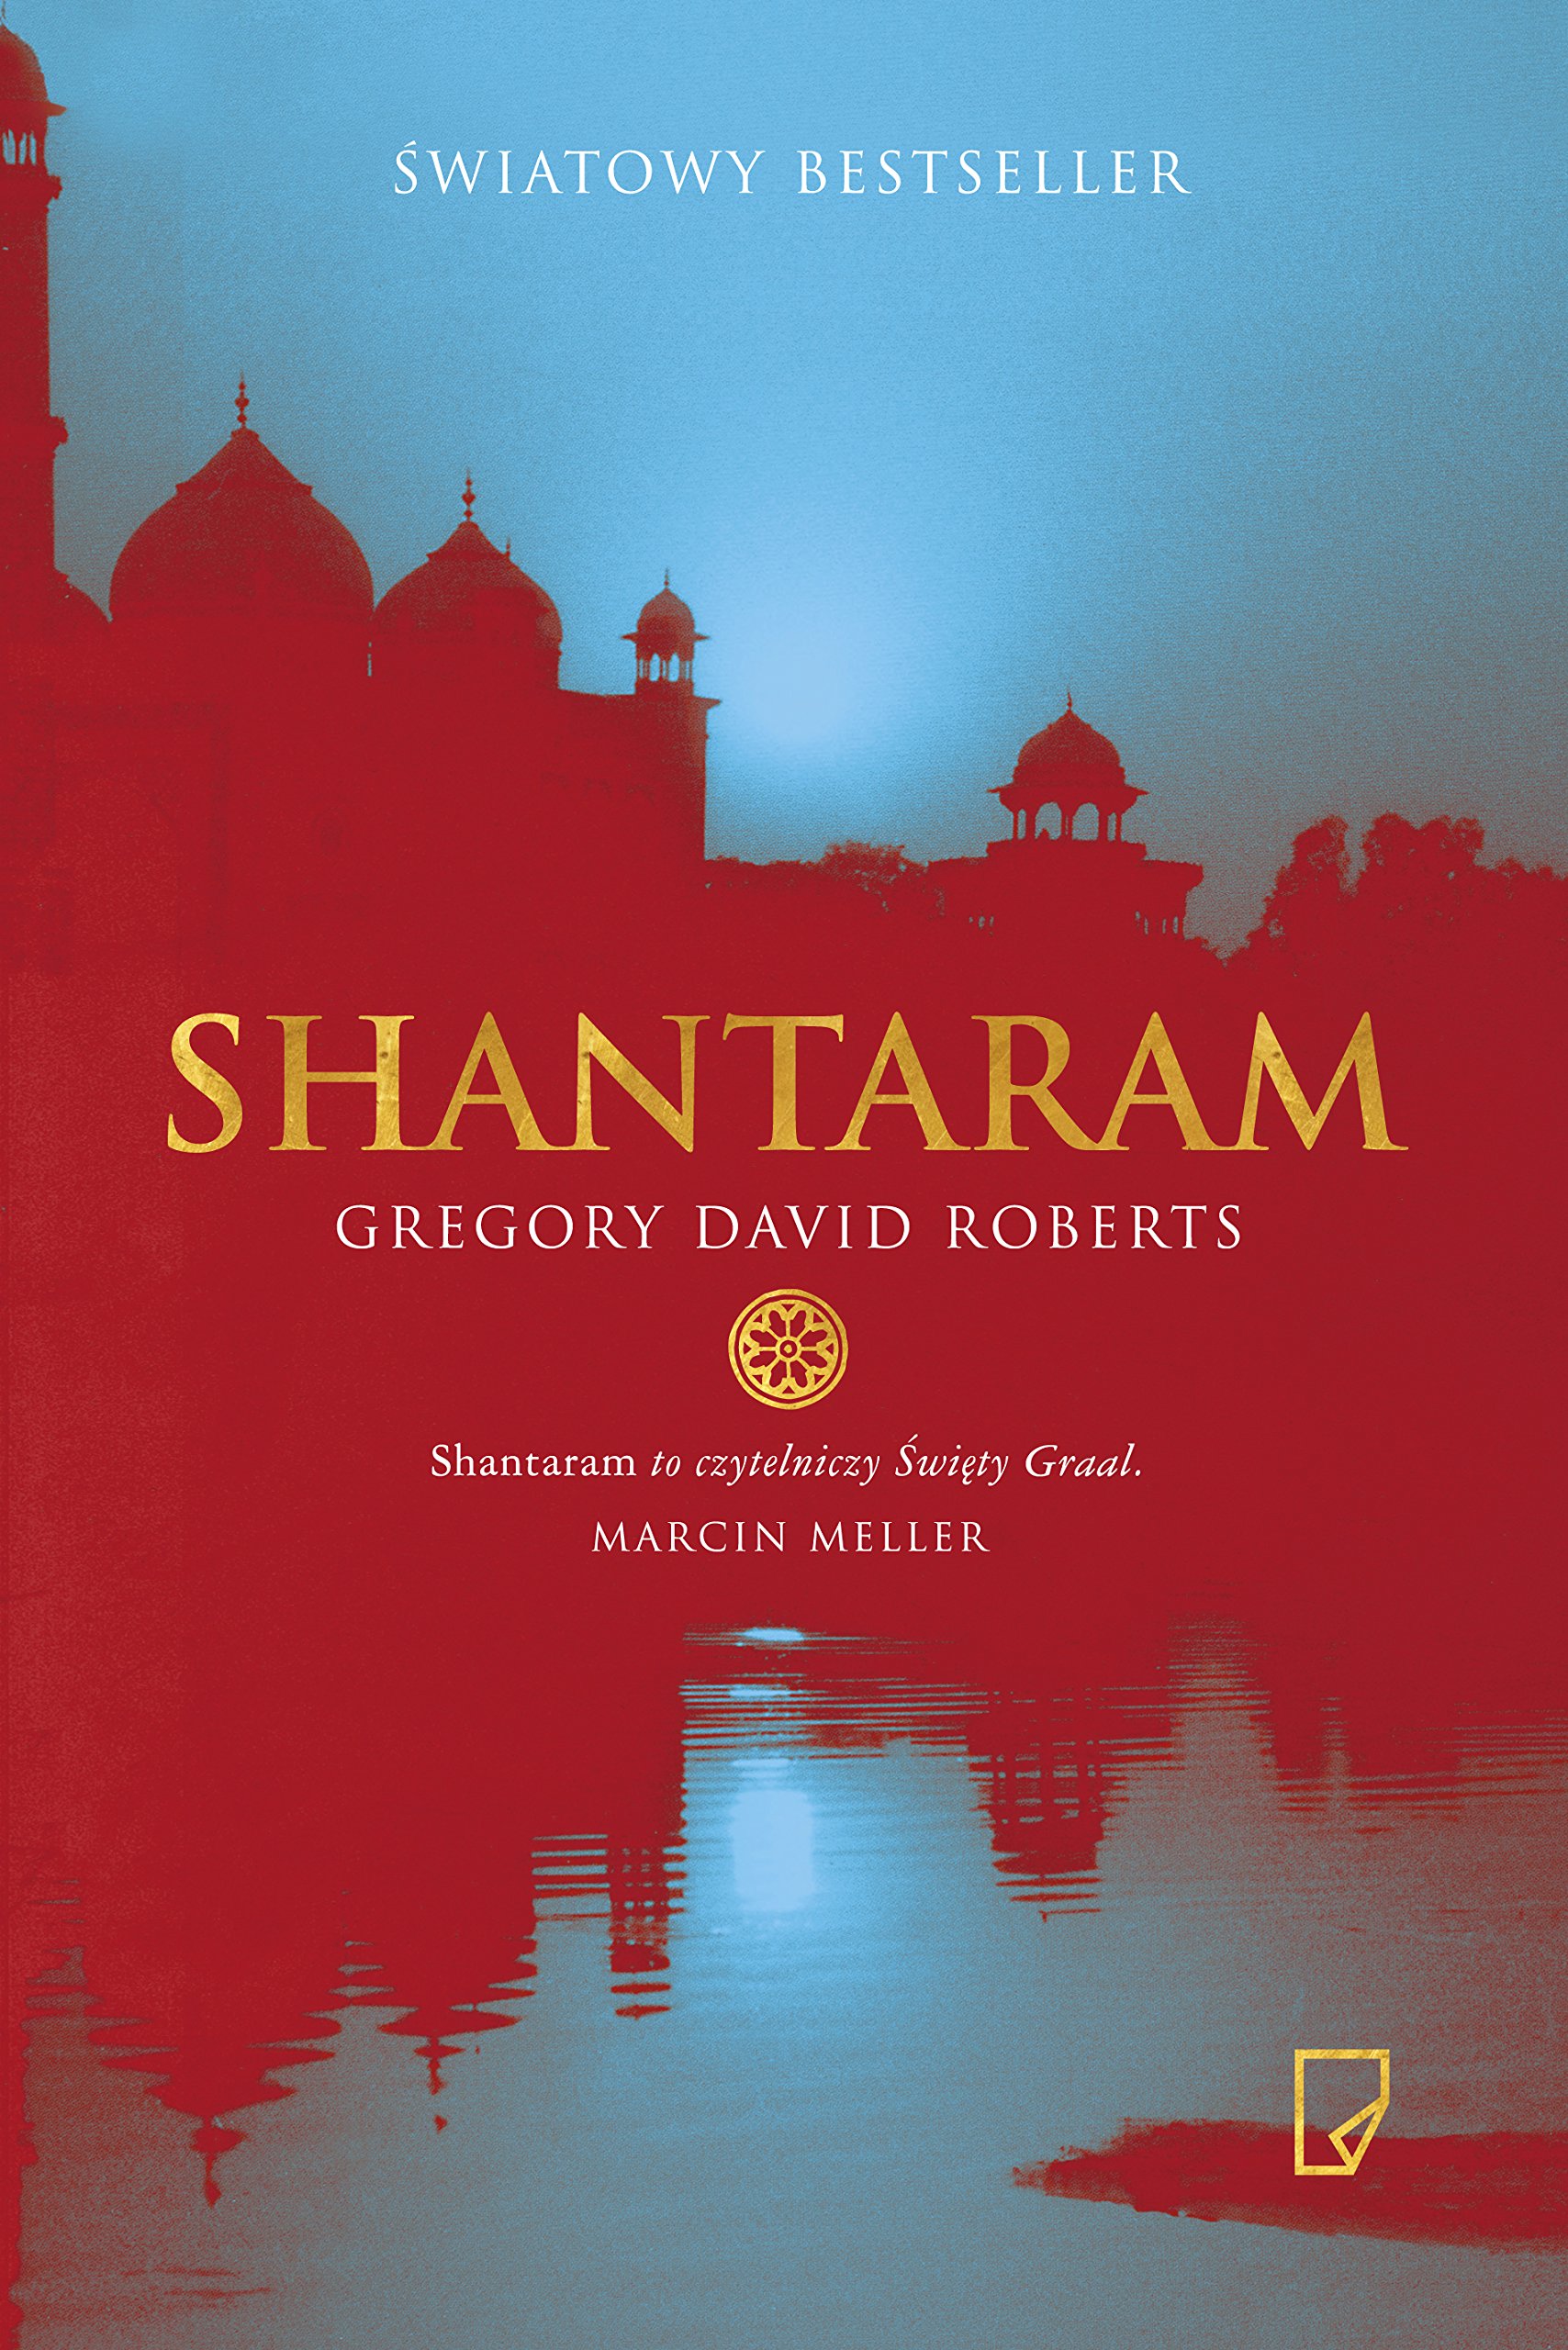 ŚWIATOWY BESTSELLER
SHANTARAM
GREGORY DAVID ROBERTS
Shantaram to czytelniczy Święty Graal.
MARCIN MELLER